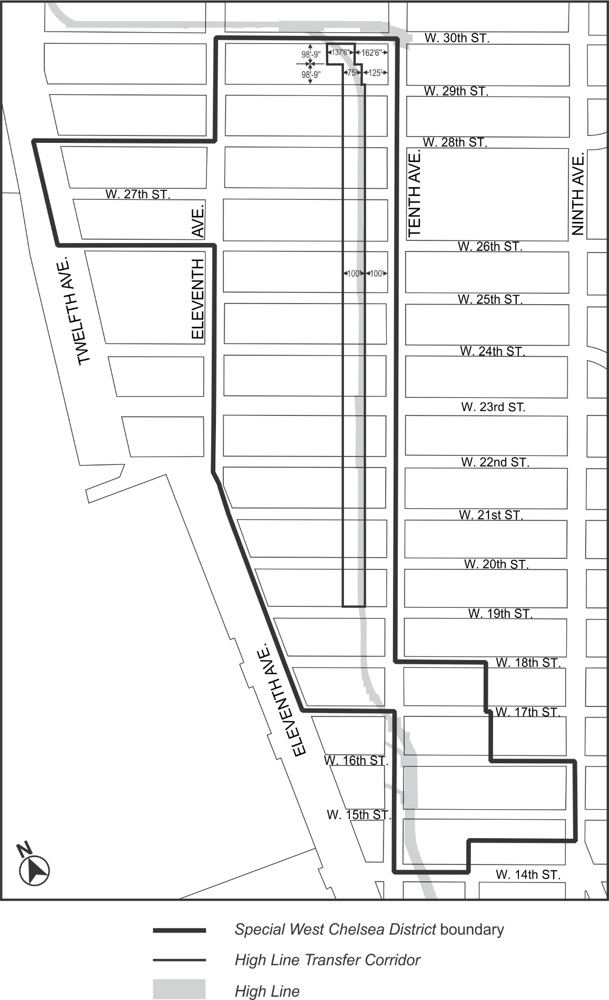 W. 30th ST.
98'-9"
137'6"
162'6"
98'-9"
75'
125'
W. 29th ST.
W. 28th ST.
TENTH AVE.
NINTH AVE.
W. 27th ST.
AVE.
ELEVENTH
W. 26th ST.
TWELFTH AVE.
100'
100'
W. 25th ST.
W. 24th ST.
W. 23rd ST.
W. 22nd ST.
W. 21st ST.
W. 20th ST.
W. 19th ST.
ELEVENTH AVE.
W. 18th ST.
W. 17th ST.
W. 16th ST.
W. 15th ST.
N
W. 14th ST.
Special West Chelsea District boundary
High Line Transfer Corridor
High Line